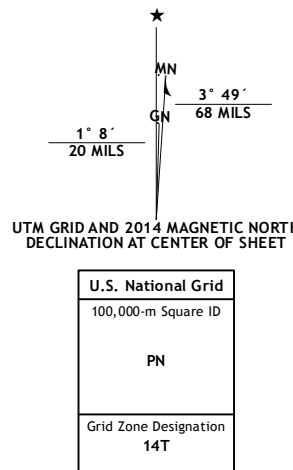 ★
MN
GN
3° 49´
68 MILS
1° 8´
20 MILS
UTM GRID AND 2014 MAGNETIC NORTH
DECLINATION AT CENTER OF SHEET
U.S. National Grid
100,000-m Square ID
PN
Grid Zone Designation
14T